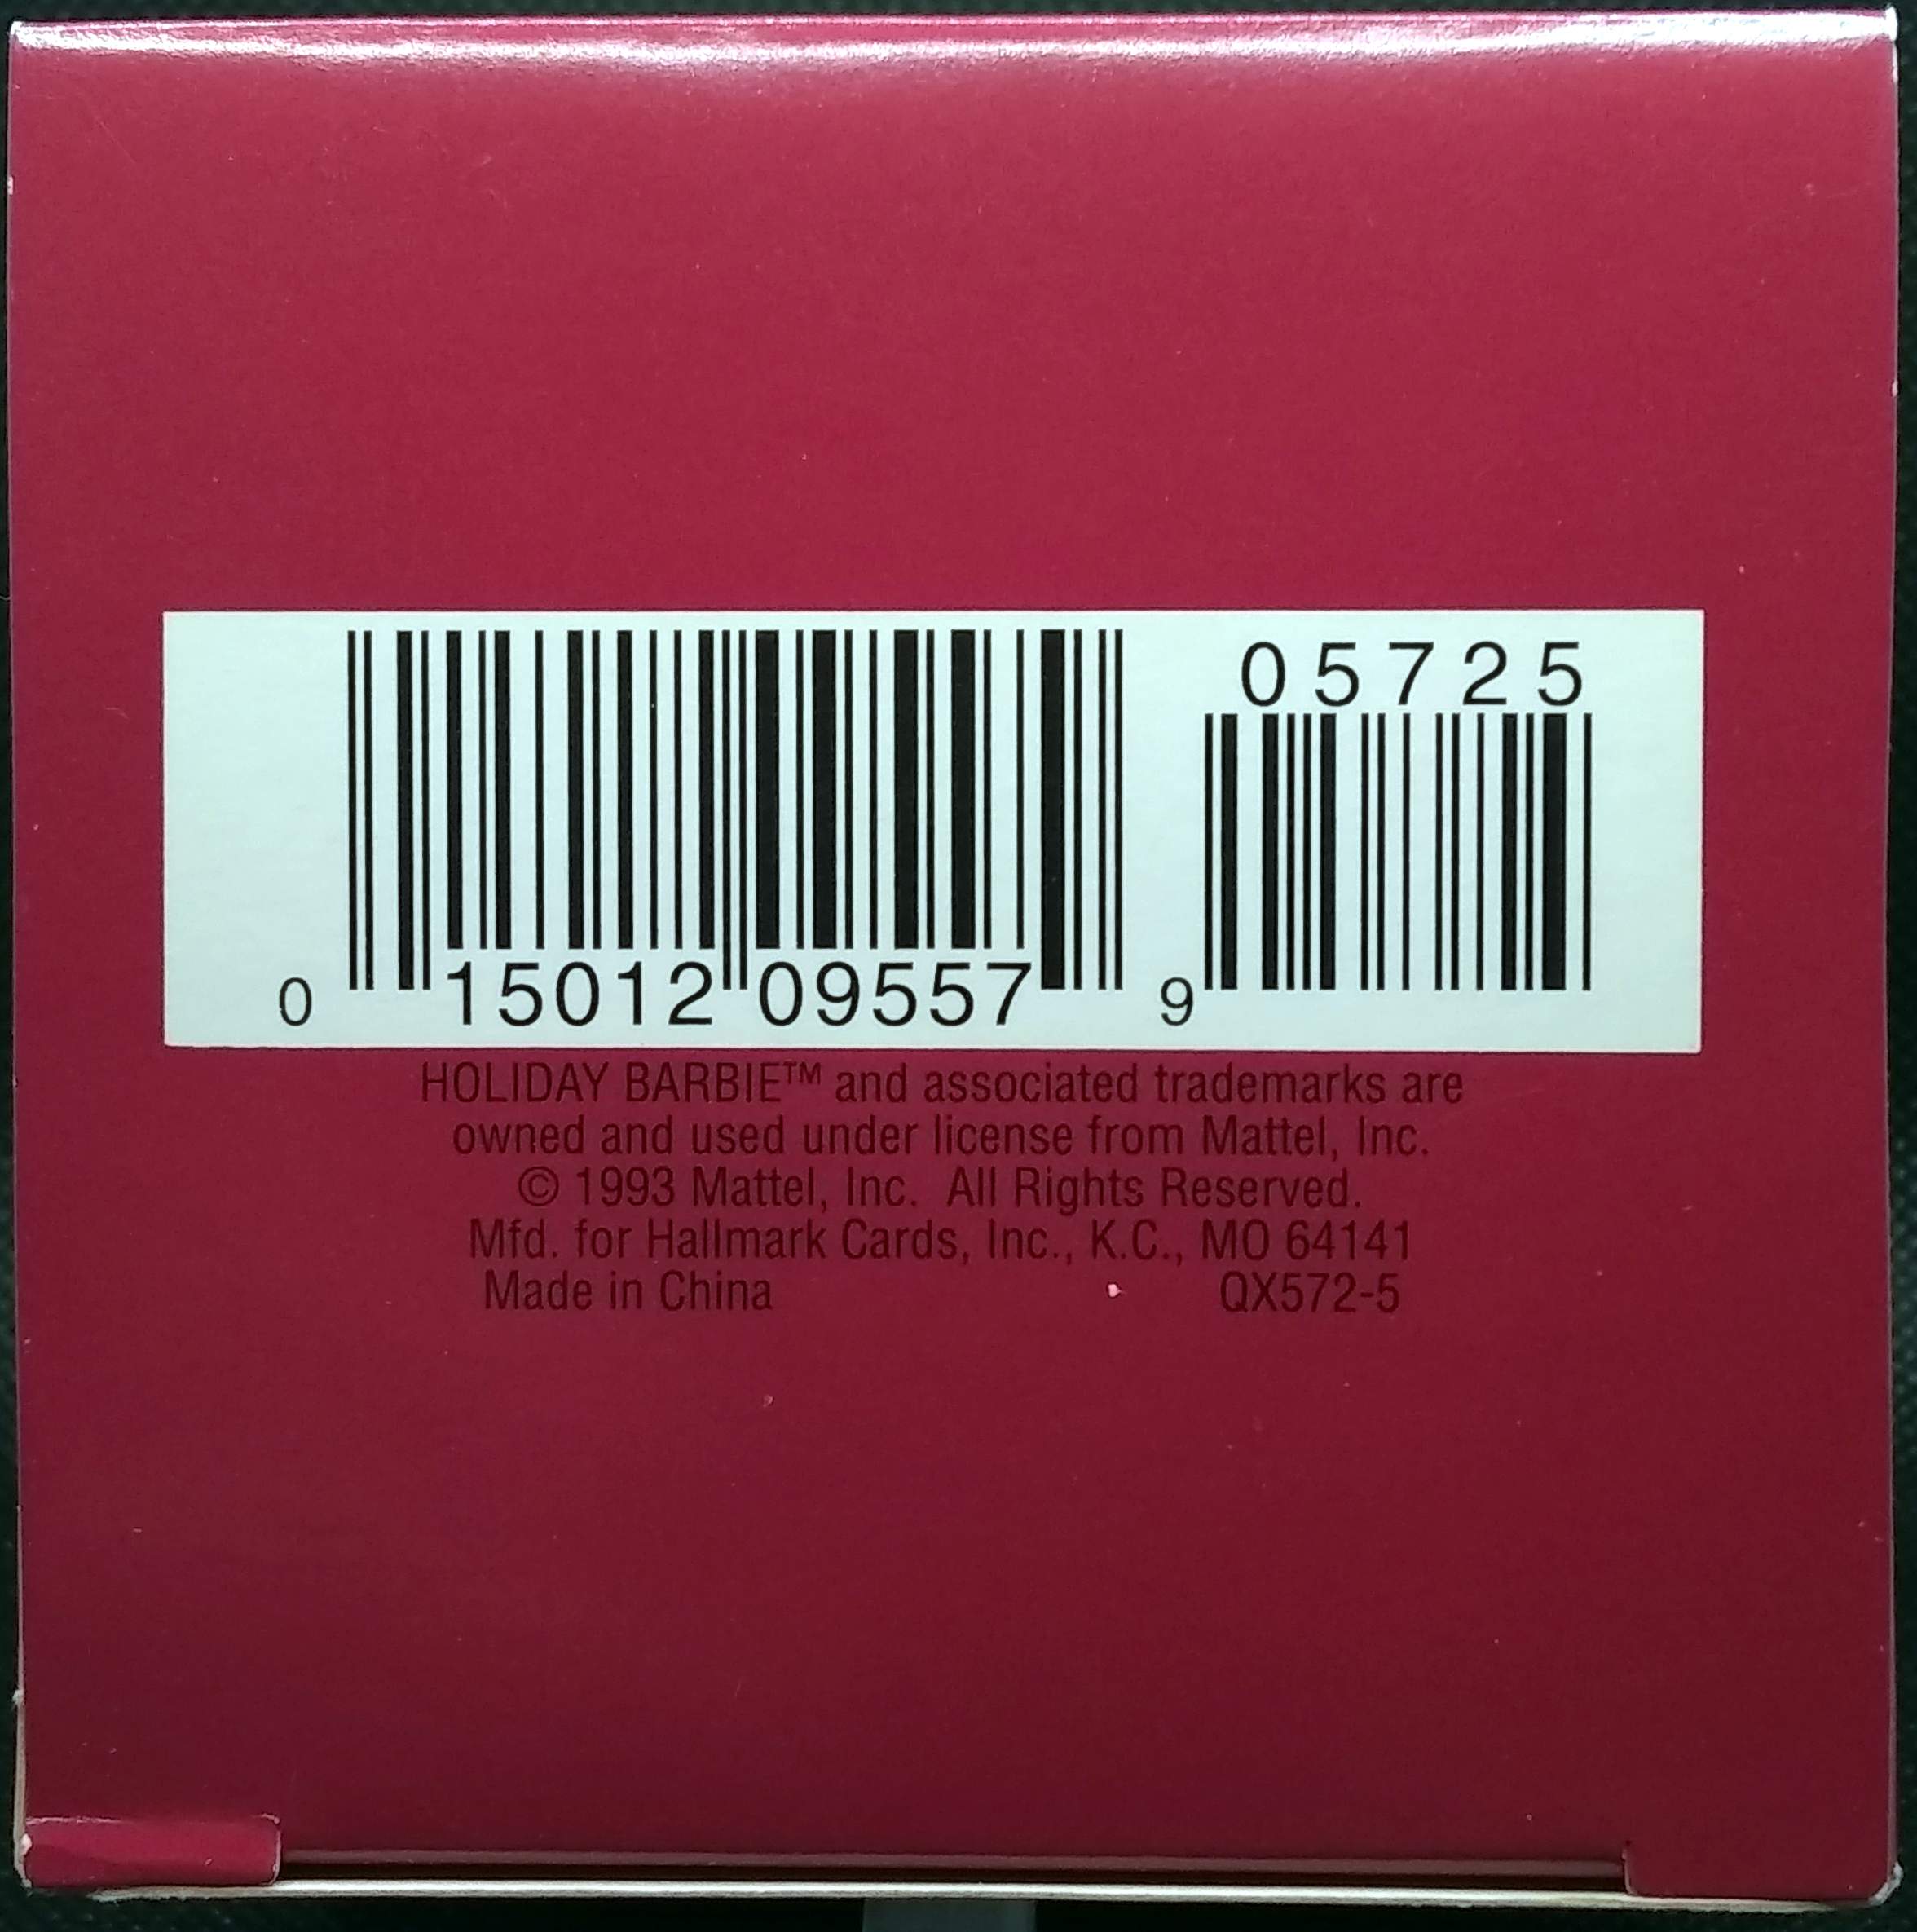 05725
0 15012 09557 9
HOLIDAY BARBIE™ and associated trademarks are
owned and used under license from Mattel, Inc.
© 1993 Mattel, Inc. All Rights Reserved.
Mfd. for Hallmark Cards, Inc., K.C., MO 64141
Made in China QX572-5